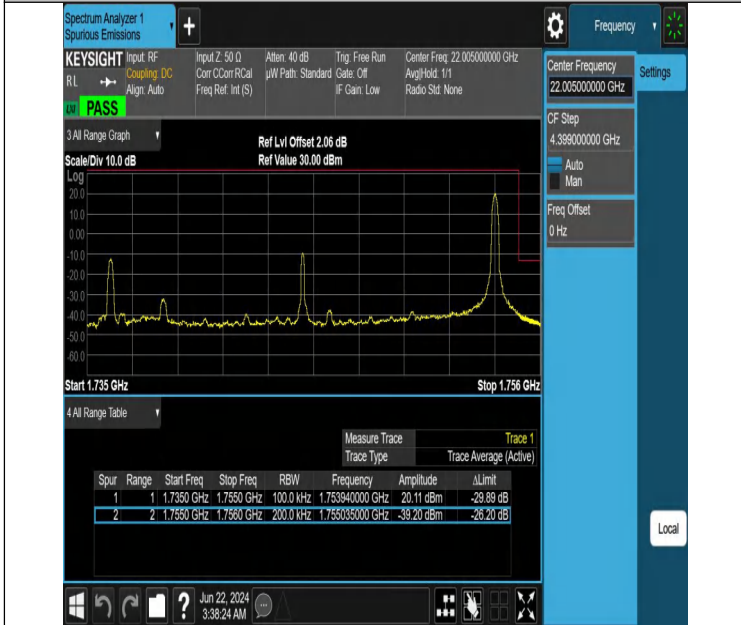 Spectrum Analyzer 1
Spurious Emissions
Frequency
KEYSIGHT
Input: RF
Coupling: DC
Align: Auto
Input Z: 50 Ω
Corr CCorr RCal
Freq Ref: Int (S)
Atten: 40 dB
µW Path: Standard
Trig: Free Run
Gate: Off
IF Gain: Low
Center Freq: 22.005000000 GHz
Avg|Hold: 1/1
Radio Std: None
RL
PASS
Center Frequency
22.005000000 GHz
Settings
CF Step
4.399000000 GHz
Auto
Man
Freq Offset
0 Hz
3 All Range Graph
Ref Lvl Offset 2.06 dB
Scale/Div 10.0 dB
Ref Value 30.00 dBm
Log
20.0
10.0
0.00
-10.0
-20.0
-30.0
-40.0
-50.0
-60.0
Start 1.735 GHz
Stop 1.756 GHz
4 All Range Table
Measure Trace Trace 1
Trace Type Trace Average (Active)
Spur Range Start Freq Stop Freq RBW Frequency Amplitude ΔLimit
1 1 1.7350 GHz 1.7550 GHz 100.0 kHz 1.753940000 GHz 20.11 dBm -29.89 dB
2 2 1.7550 GHz 1.7560 GHz 200.0 kHz 1.755035000 GHz -39.20 dBm -26.20 dB
Local
Jun 22, 2024
3:38:24 AM